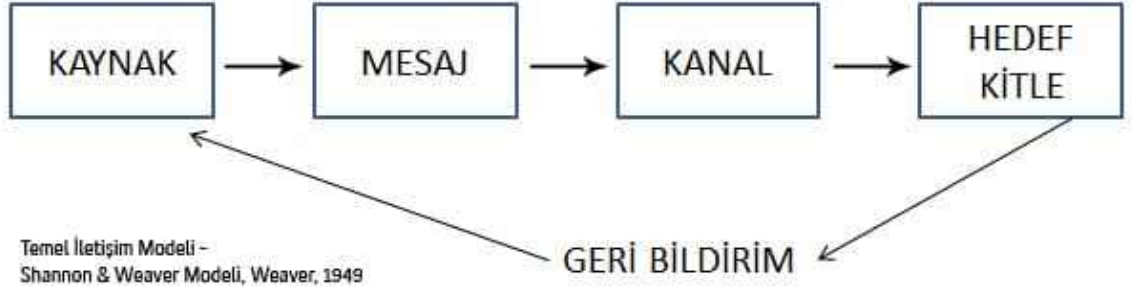 KAYNAK
MESAJ
KANAL
HEDEF
KİTLE
GERİ BİLDİRİM
Temel İletişim Modeli –
Shannon & Weaver Modeli, Weaver, 1949